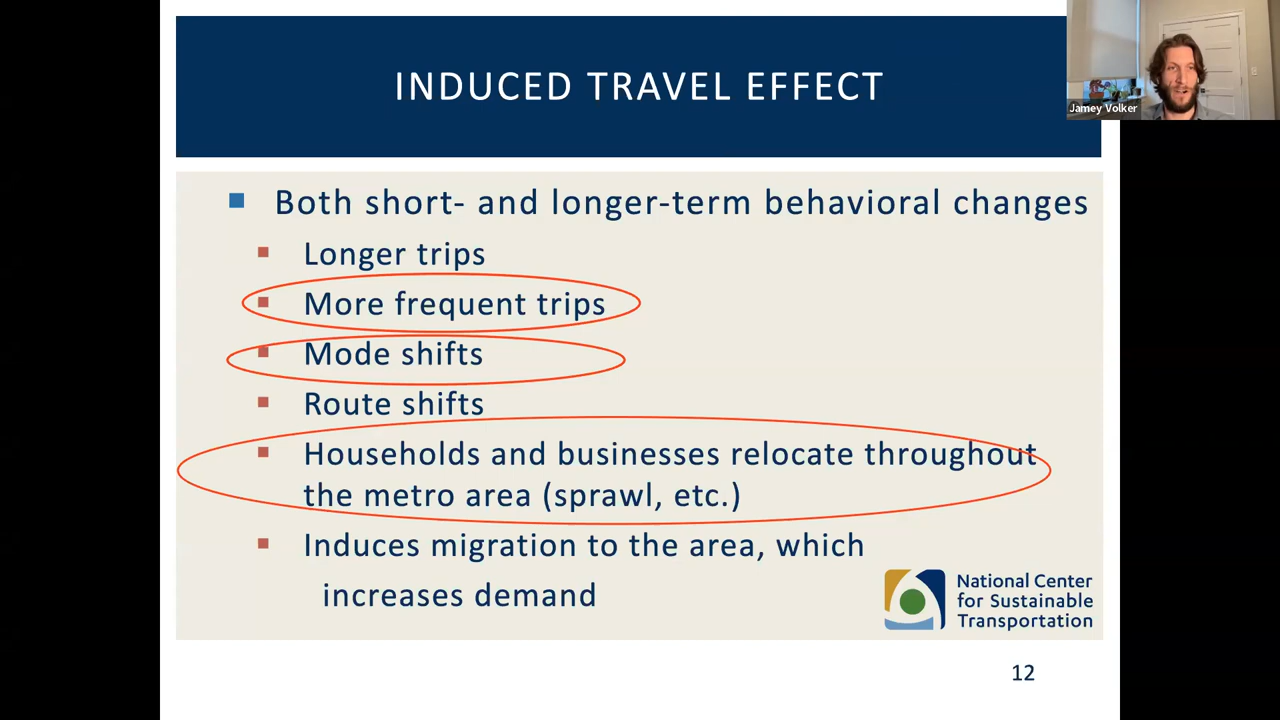 INDUCED TRAVEL EFFECT
Jamey Volker
Both short- and longer-term behavioral changes
Longer trips
More frequent trips
Mode shifts
Route shifts
Households and businesses relocate throughout
the metro area (sprawl, etc.)
Induces migration to the area, which
increases demand
National Center
for Sustainable
Transportation
12